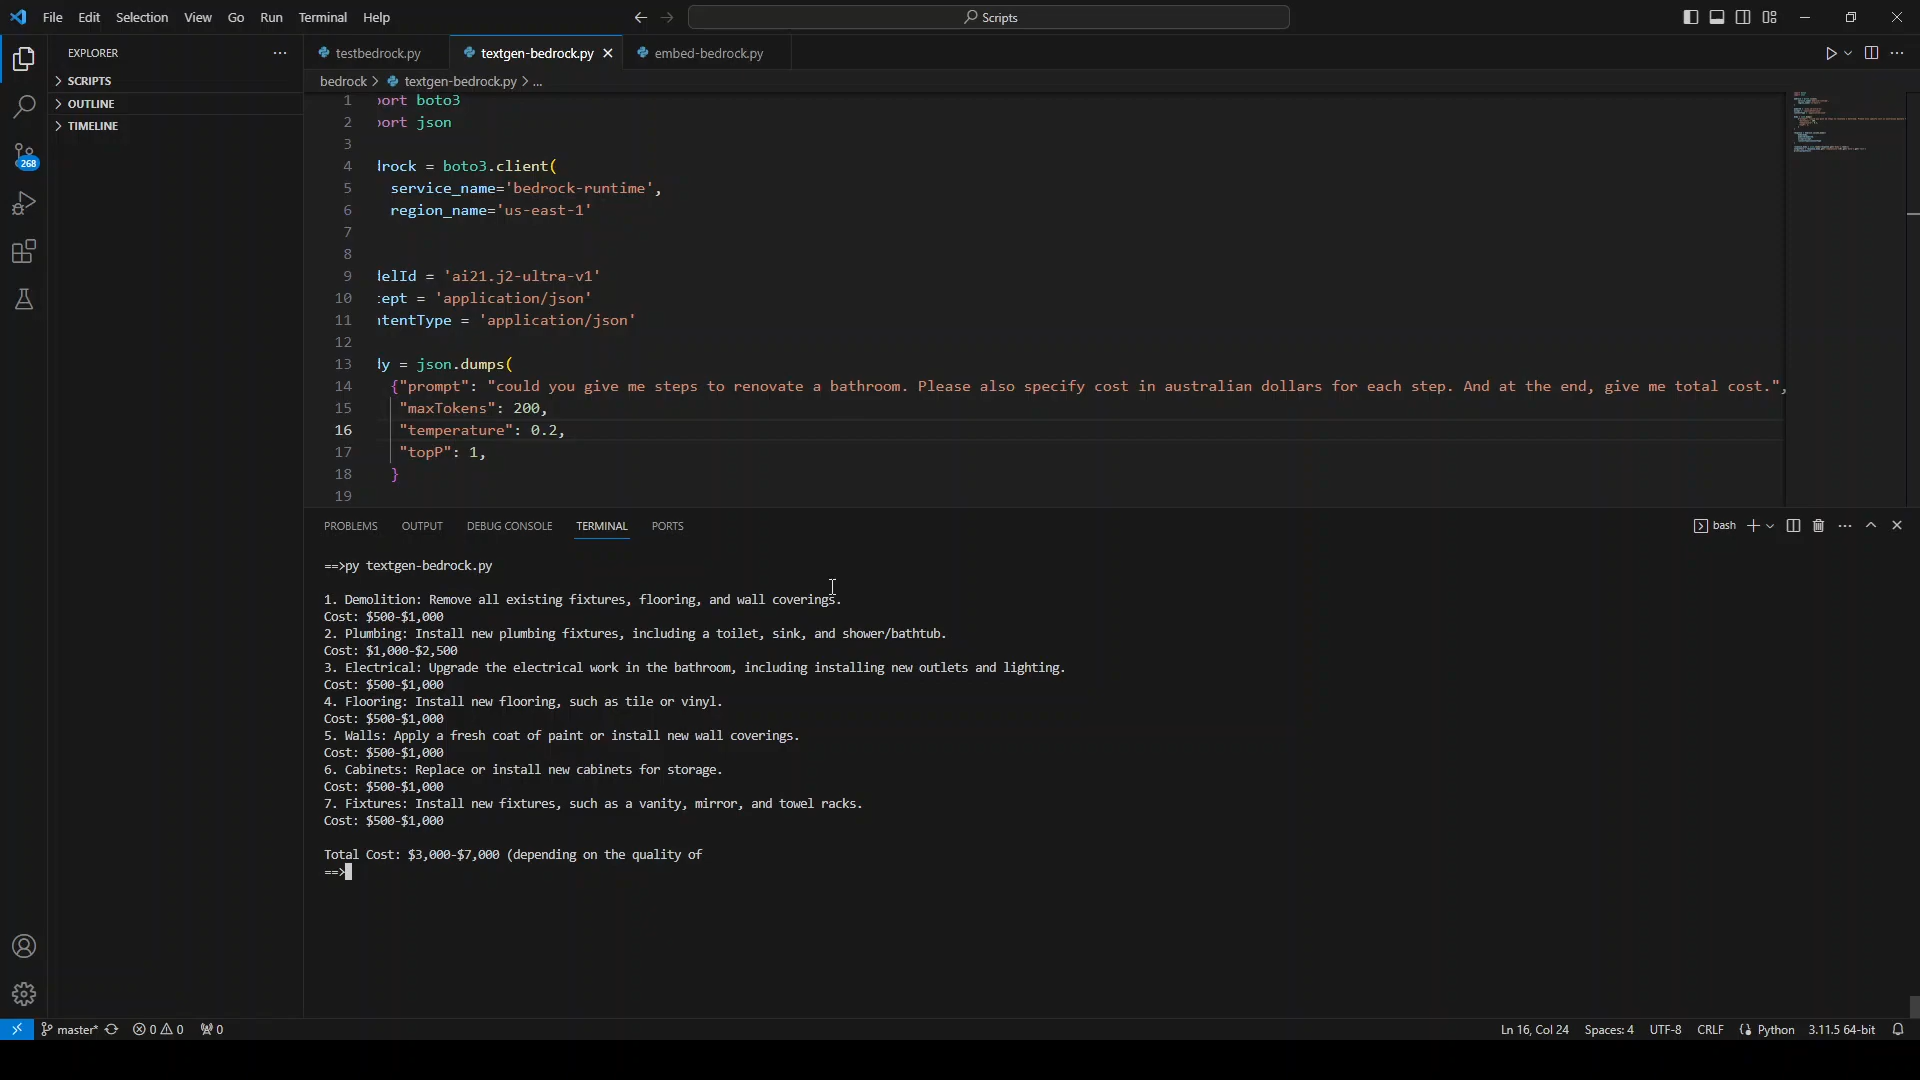 File Edit Selection View Go Run Terminal Help
Scripts
EXPLORER
SCRIPTS
OUTLINE
TIMELINE
268
testbedrock.py textgen-bedrock.py embed-bedrock.py
bedrock > textgen-bedrock.py > ...
1 port boto3
2 port json
3
4 drock = boto3.client(
5 service_name='bedrock-runtime',
6 region_name='us-east-1'
7
8
9 delId = 'ai21.j2-ultra-v1'
10 cept = 'application/json'
11 ntentType = 'application/json'
12
13 dy = json.dumps(
14 {"prompt": "could you give me steps to renovate a bathroom. Please also specify cost in australian dollars for each step. And at the end, give me total cost.",
15 "maxTokens": 200,
16 "temperature": 0.2,
17 "topP": 1,
18 }
19
PROBLEMS OUTPUT DEBUG CONSOLE TERMINAL PORTS
bash
==>py textgen-bedrock.py
1. Demolition: Remove all existing fixtures, flooring, and wall coverings.
Cost: $500-$1,000
2. Plumbing: Install new plumbing fixtures, including a toilet, sink, and shower/bathtub.
Cost: $1,000-$2,500
3. Electrical: Upgrade the electrical work in the bathroom, including installing new outlets and lighting.
Cost: $500-$1,000
4. Flooring: Install new flooring, such as tile or vinyl.
Cost: $500-$1,000
5. Walls: Apply a fresh coat of paint or install new wall coverings.
Cost: $500-$1,000
6. Cabinets: Replace or install new cabinets for storage.
Cost: $500-$1,000
7. Fixtures: Install new fixtures, such as a vanity, mirror, and towel racks.
Cost: $500-$1,000
Total Cost: $3,000-$7,000 (depending on the quality of
==>
master* 0 0 0 Ln 16, Col 24 Spaces: 4 UTF-8 CRLF Python 3.11.5 64-bit